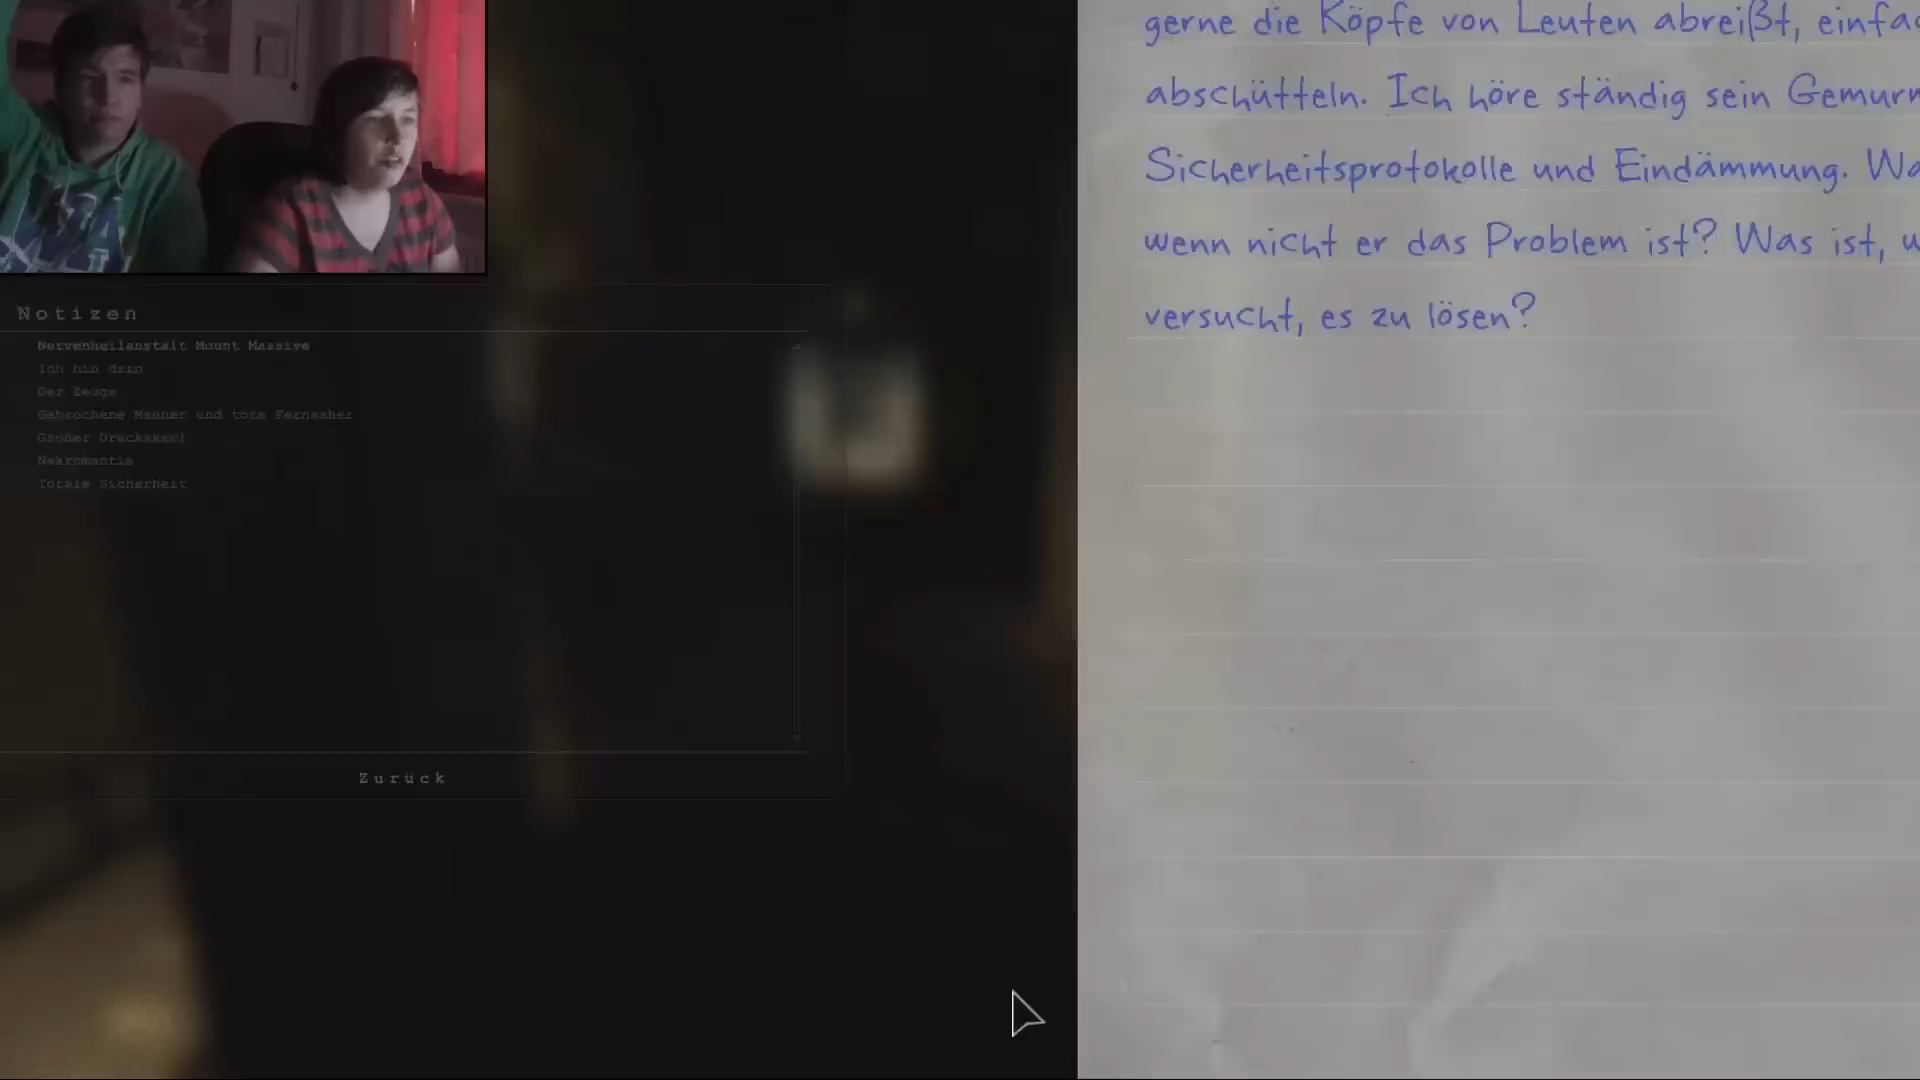 gerne die Köpfe von Leuten abreißt, einfac
abschütteln. Ich höre ständig sein Gemurm
Sicherheitsprotokolle und Eindämmung. Wa
wenn nicht er das Problem ist? Was ist, w
versucht, es zu lösen?
Notizen
Nervenheilanstalt Mount Massive
Ich bin dran
Der Zeuge
Gebrochene Männer und tote Fernseher
Großer Dreckskerl
Nekromantie
Totale Sicherheit
Zurück